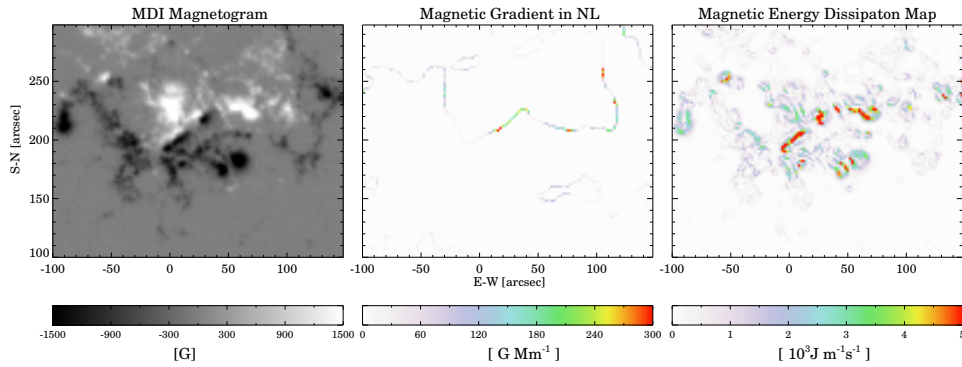 MDI Magnetogram
Magnetic Gradient in NL
Magnetic Energy Dissipaton Map
S-N [arcsec]
250
200
150
100
-100 -50 0 50 100
-100 -50 0 50 100
-100 -50 0 50 100
E-W [arcsec]
-1500 -900 -300 300 900 1500
[G]
0 60 120 180 240 300
[ G Mm⁻¹ ]
0 1 2 3 4 5
[ 10³J m⁻¹s⁻¹ ]